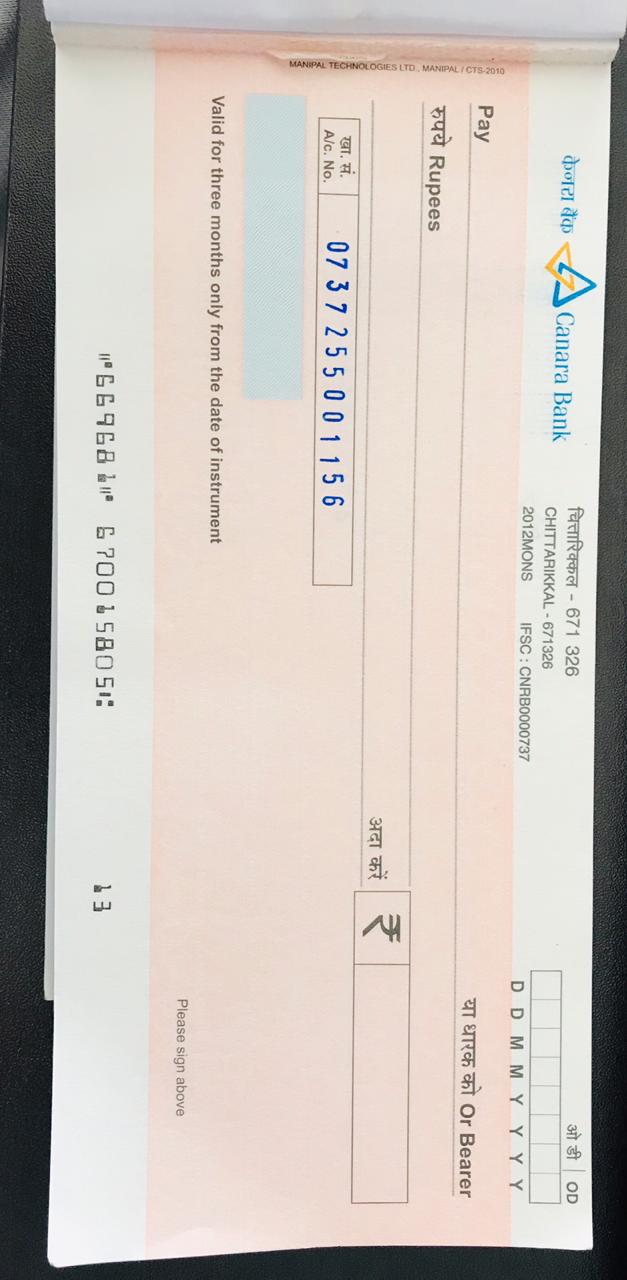 केनरा बैंक Canara Bank
चित्तारिक्कल - 671 326
CHITTARIKKAL - 671326
2012MONS IFSC : CNRB0000737
ओ डी OD
D D M M Y Y Y Y
Pay
या धारक को Or Bearer
रुपये Rupees
अदा करें ₹
खा. सं.
A/c. No. 0737255001156
Valid for three months only from the date of instrument
Please sign above
MANIPAL TECHNOLOGIES LTD., MANIPAL / CTS-2010
⑈669681⑈ 670015805⑆ 13